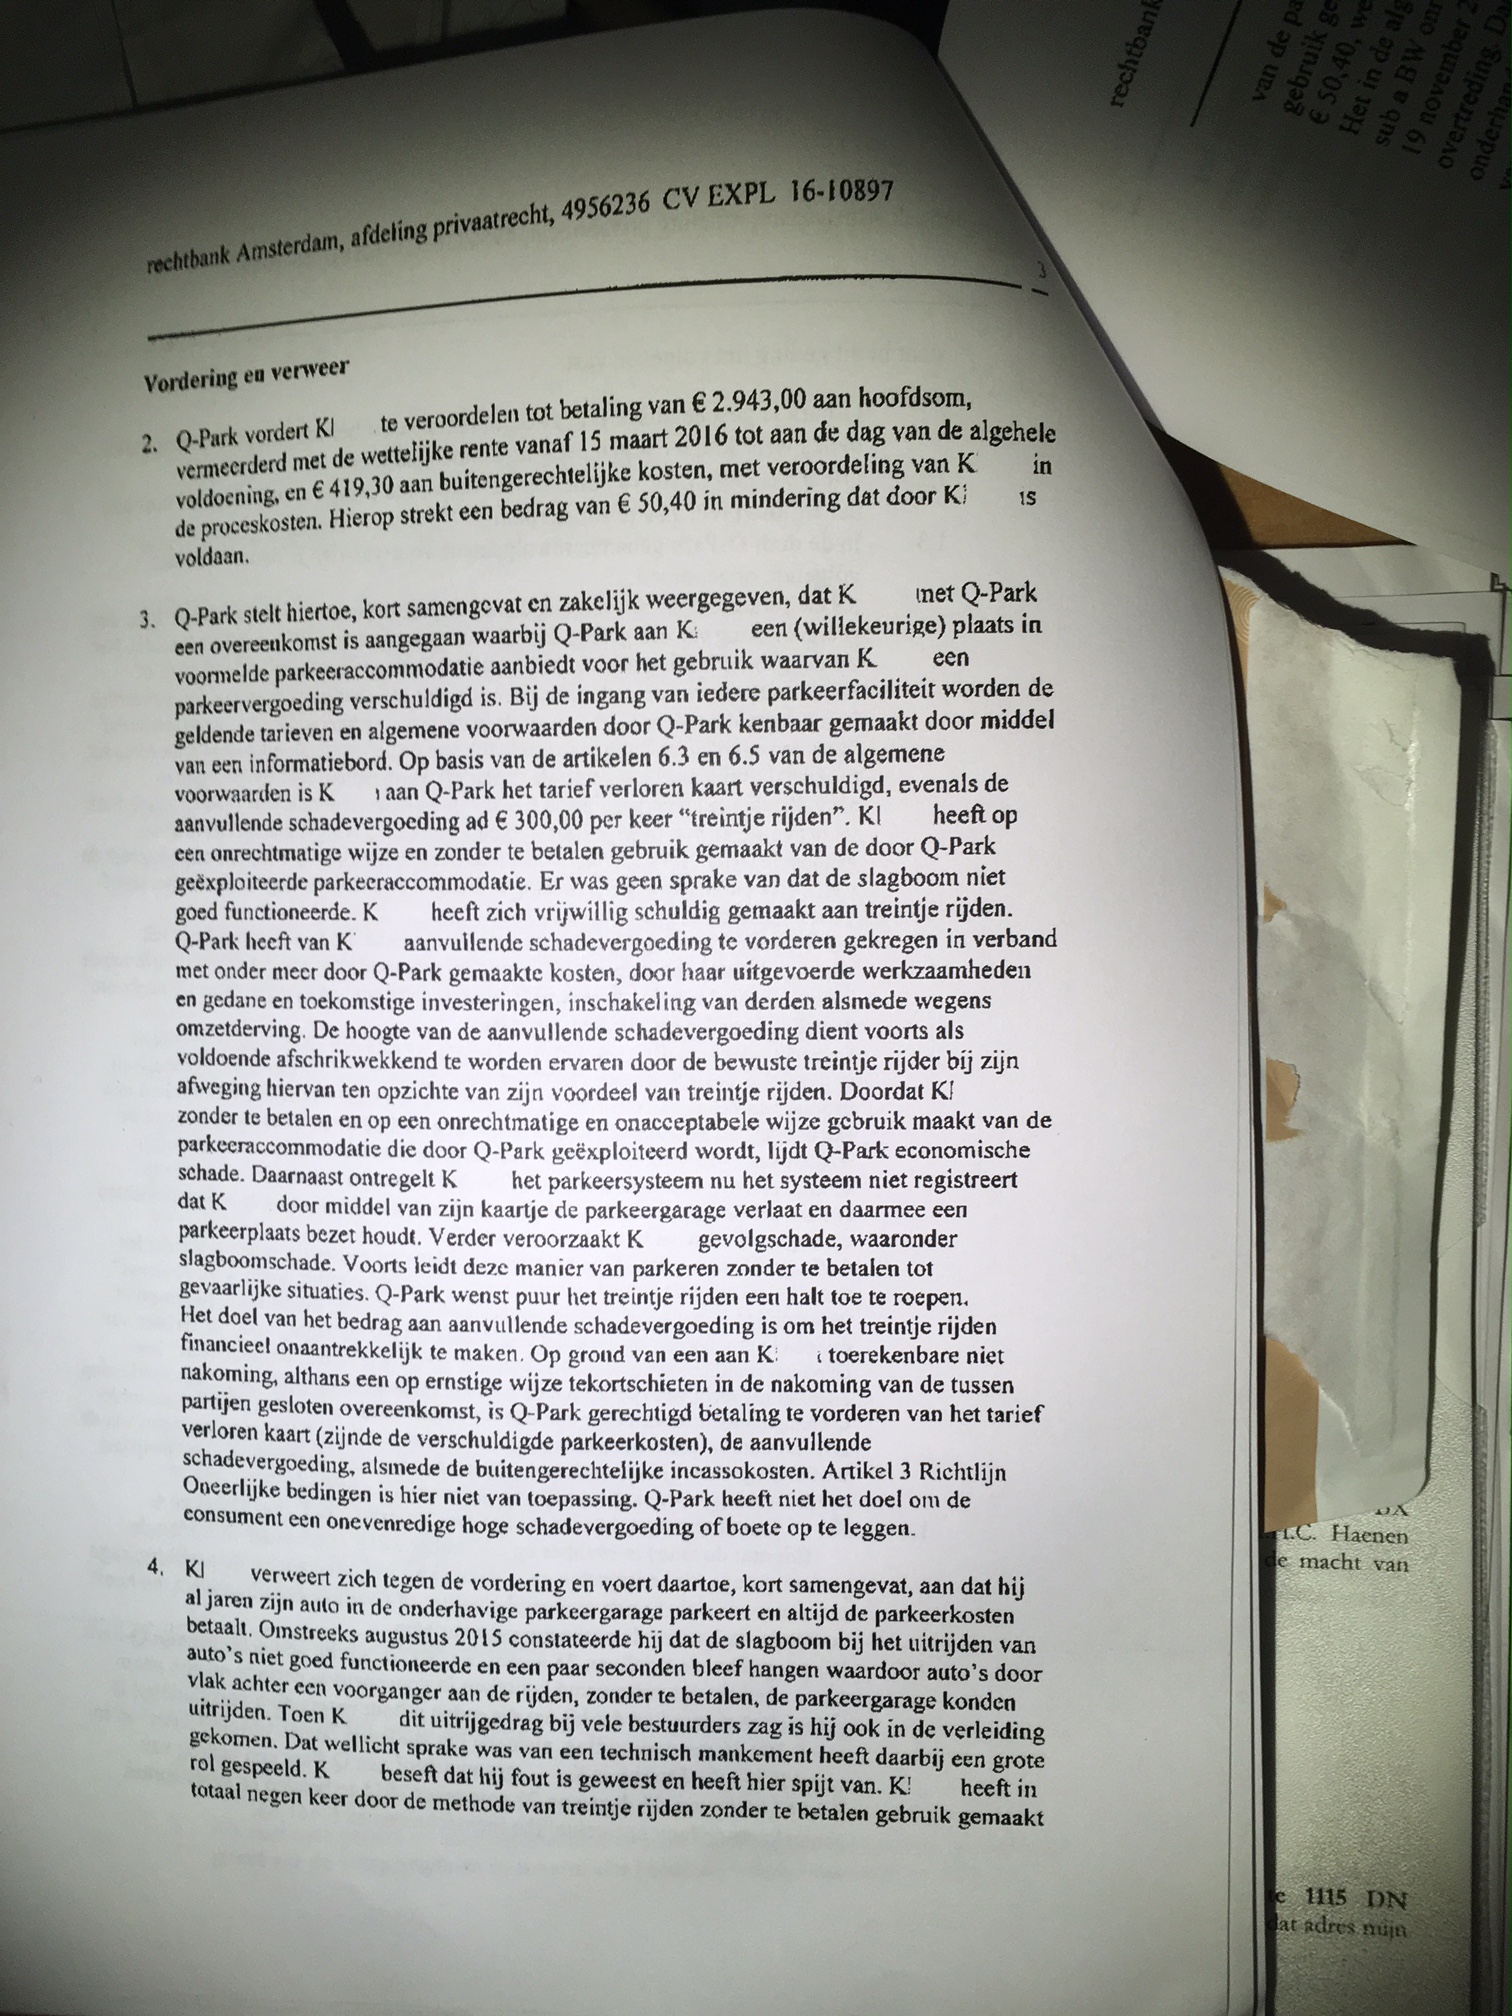 rechtbank Amsterdam, afdeling privaatrecht, 4956236 CV EXPL 16-10897
3
Vordering en verweer
2. Q-Park vordert Kl te veroordelen tot betaling van € 2.943,00 aan hoofdsom,
vermeerderd met de wettelijke rente vanaf 15 maart 2016 tot aan de dag van de algehele
voldoening, en € 419,30 aan buitengerechtelijke kosten, met veroordeling van K in
de proceskosten. Hierop strekt een bedrag van € 50,40 in mindering dat door K is
voldaan.
3. Q-Park stelt hiertoe, kort samengevat en zakelijk weergegeven, dat K met Q-Park
een overeenkomst is aangegaan waarbij Q-Park aan K een (willekeurige) plaats in
voormelde parkeeraccommodatie aanbiedt voor het gebruik waarvan K een
parkeervergoeding verschuldigd is. Bij de ingang van iedere parkeerfaciliteit worden de
geldende tarieven en algemene voorwaarden door Q-Park kenbaar gemaakt door middel
van een informatiebord. Op basis van de artikelen 6.3 en 6.5 van de algemene
voorwaarden is K aan Q-Park het tarief verloren kaart verschuldigd, evenals de
aanvullende schadevergoeding ad € 300,00 per keer “treintje rijden”. Kl heeft op
een onrechtmatige wijze en zonder te betalen gebruik gemaakt van de door Q-Park
geëxploiteerde parkeeraccommodatie. Er was geen sprake van dat de slagboom niet
goed functioneerde. K heeft zich vrijwillig schuldig gemaakt aan treintje rijden.
Q-Park heeft van K aanvullende schadevergoeding te vorderen gekregen in verband
met onder meer door Q-Park gemaakte kosten, door haar uitgevoerde werkzaamheden
en gedane en toekomstige investeringen, inschakeling van derden alsmede wegens
omzetderving. De hoogte van de aanvullende schadevergoeding dient voorts als
voldoende afschrikwekkend te worden ervaren door de bewuste treintje rijder bij zijn
afweging hiervan ten opzichte van zijn voordeel van treintje rijden. Doordat Kl
zonder te betalen en op een onrechtmatige en onacceptabele wijze gebruik maakt van de
parkeeraccommodatie die door Q-Park geëxploiteerd wordt, lijdt Q-Park economische
schade. Daarnaast ontregelt K het parkeersysteem nu het systeem niet registreert
dat K door middel van zijn kaartje de parkeergarage verlaat en daarmee een
parkeerplaats bezet houdt. Verder veroorzaakt K gevolgschade, waaronder
slagboomschade. Voorts leidt deze manier van parkeren zonder te betalen tot
gevaarlijke situaties. Q-Park wenst puur het treintje rijden een halt toe te roepen.
Het doel van het bedrag aan aanvullende schadevergoeding is om het treintje rijden
financieel onaantrekkelijk te maken. Op grond van een aan K toerekenbare niet
nakoming, althans een op ernstige wijze tekortschieten in de nakoming van de tussen
partijen gesloten overeenkomst, is Q-Park gerechtigd betaling te vorderen van het tarief
verloren kaart (zijnde de verschuldigde parkeerkosten), de aanvullende
schadevergoeding, alsmede de buitengerechtelijke incassokosten. Artikel 3 Richtlijn
Oneerlijke bedingen is hier niet van toepassing. Q-Park heeft niet het doel om de
consument een onevenredige hoge schadevergoeding of boete op te leggen.
4. Kl verweert zich tegen de vordering en voert daartoe, kort samengevat, aan dat hij
al jaren zijn auto in de onderhavige parkeergarage parkeert en altijd de parkeerkosten
betaalt. Omstreeks augustus 2015 constateerde hij dat de slagboom bij het uitrijden van
auto’s niet goed functioneerde en een paar seconden bleef hangen waardoor auto’s door
vlak achter een voorganger aan de rijden, zonder te betalen, de parkeergarage konden
uitrijden. Toen K dit uitrijgedrag bij vele bestuurders zag is hij ook in de verleiding
gekomen. Dat wellicht sprake was van een technisch mankement heeft daarbij een grote
rol gespeeld. K beseft dat hij fout is geweest en heeft hier spijt van. K heeft in
totaal negen keer door de methode van treintje rijden zonder te betalen gebruik gemaakt
rechtbank
van de pa
gebruik ge
€ 50,40, we
Het in de alg
sub a BW onr
19 november 2
overtreding. D
onderhan
I.C. Haenen
de macht van
te 1115 DN
dat adres mijn